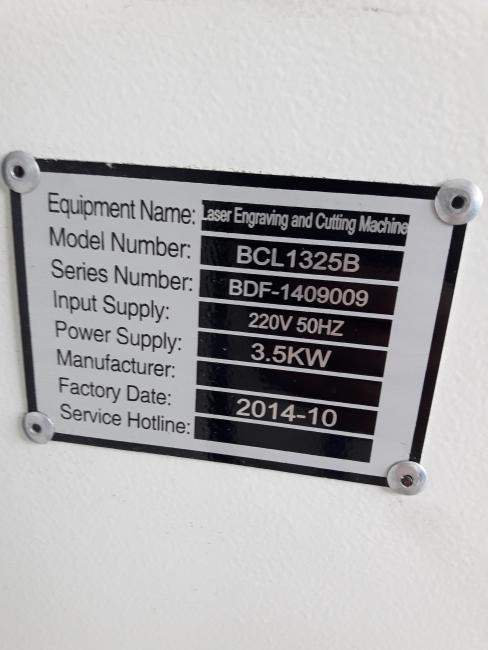 Equipment Name: Laser Engraving and Cutting Machine
Model Number: BCL1325B
Series Number: BDF-1409009
Input Supply: 220V 50HZ
Power Supply: 3.5KW
Manufacturer:
Factory Date: 2014-10
Service Hotline: